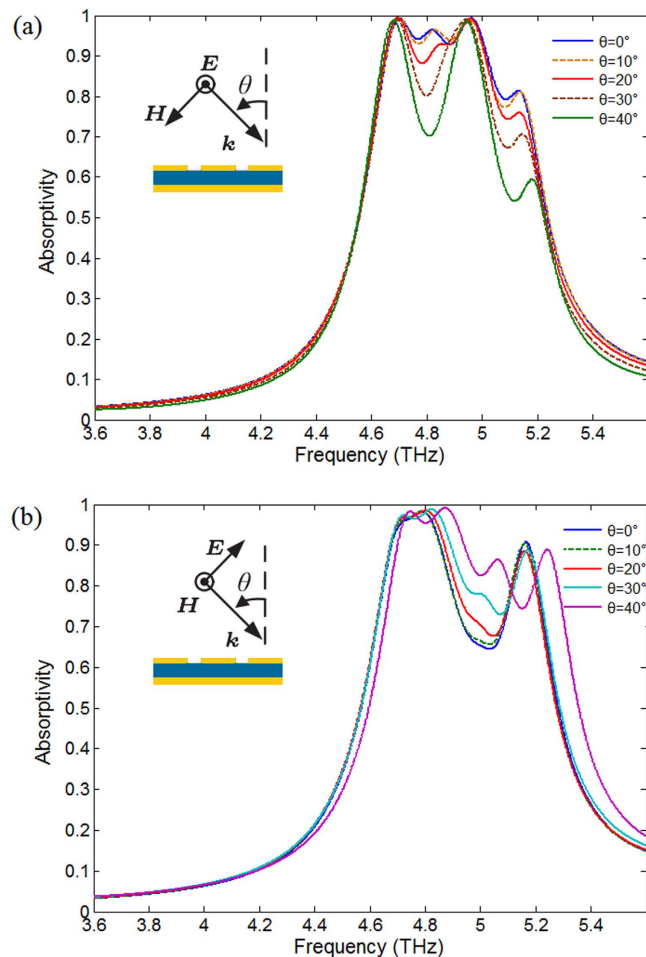 (a)
1
0.9
0.8
0.7
0.6
0.5
0.4
0.3
0.2
0.1
0
Absorptivity
E
H
θ
k
θ=0°
θ=10°
θ=20°
θ=30°
θ=40°
3.6 3.8 4 4.2 4.4 4.6 4.8 5 5.2 5.4
Frequency (THz)
(b)
1
0.9
0.8
0.7
0.6
0.5
0.4
0.3
0.2
0.1
0
Absorptivity
E
H
θ
k
θ=0°
θ=10°
θ=20°
θ=30°
θ=40°
3.6 3.8 4 4.2 4.4 4.6 4.8 5 5.2 5.4
Frequency (THz)